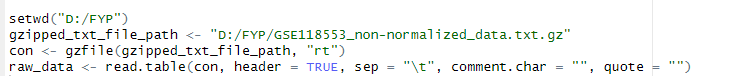 setwd("D:/FYP")
gzipped_txt_file_path <- "D:/FYP/GSE118553_non-normalized_data.txt.gz"
con <- gzfile(gzipped_txt_file_path, "rt")
raw_data <- read.table(con, header = TRUE, sep = "\t", comment.char = "", quote = "")